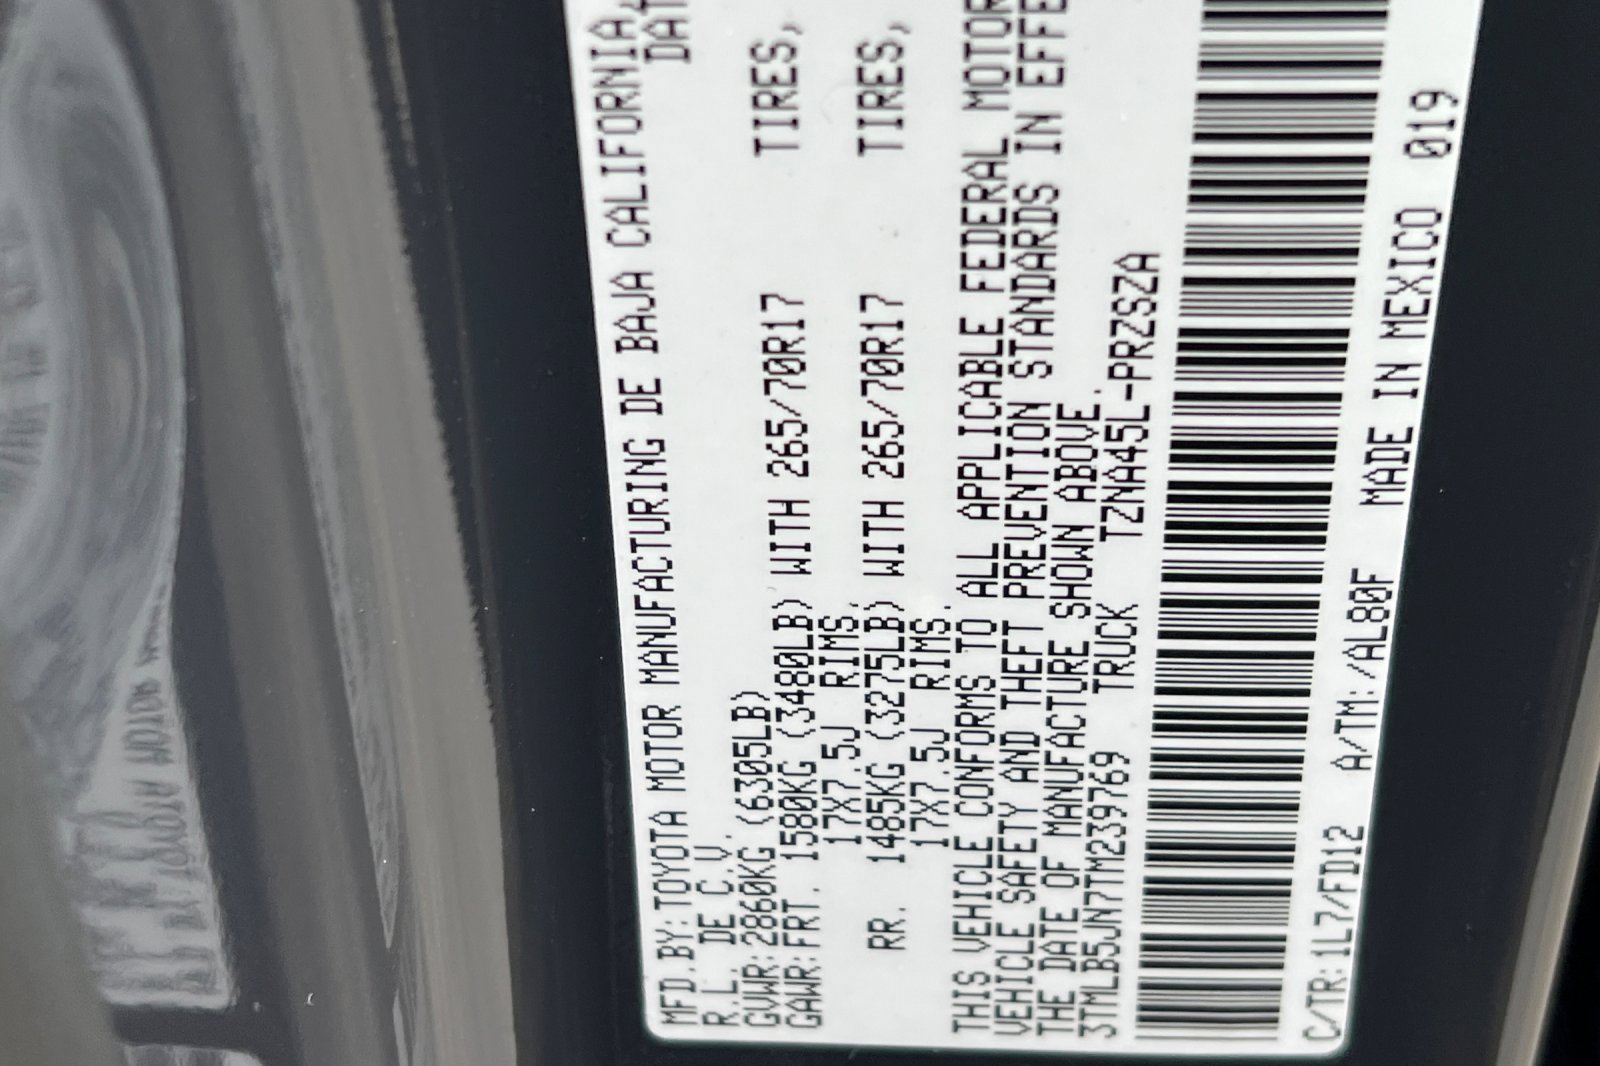 MFD.BY:TOYOTA MOTOR MANUFACTURING DE BAJA CALIFORNIA,
R.L. DE C.V. DAT
GVWR:2860KG (6305LB)
GAWR:FRT. 1580KG (3480LB) WITH 265/70R17 TIRES,
17X7.5J RIMS,
RR. 1485KG (3275LB) WITH 265/70R17 TIRES,
17X7.5J RIMS.
THIS VEHICLE CONFORMS TO ALL APPLICABLE FEDERAL MOTOR
VEHICLE SAFETY AND THEFT PREVENTION STANDARDS IN EFFE
THE DATE OF MANUFACTURE SHOWN ABOVE.
3TMLB5JN7TM239769 TRUCK TZNA45L-PRZSZA
C/TR:1L7/FD12 A/TM:/AL80F MADE IN MEXICO 019